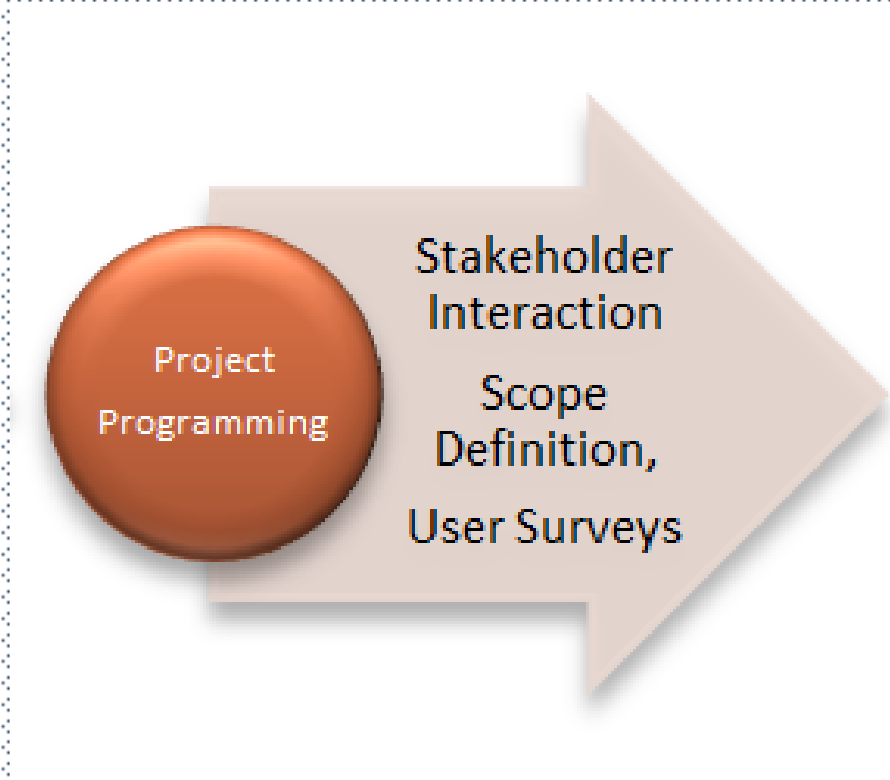 Project
Programming
Stakeholder
Interaction
Scope
Definition,
User Surveys